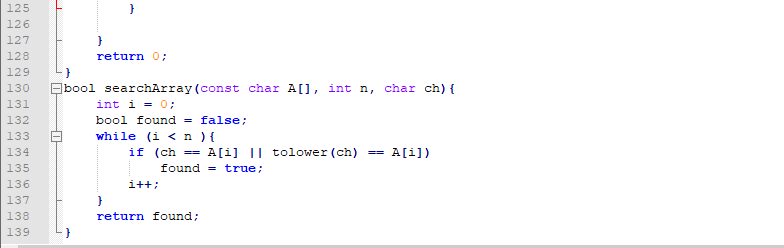 125 }
126
127 }
128 return 0;
129 }
130 bool searchArray(const char A[], int n, char ch){
131 int i = 0;
132 bool found = false;
133 while (i < n ){
134 if (ch == A[i] || tolower(ch) == A[i])
135 found = true;
136 i++;
137 }
138 return found;
139 }